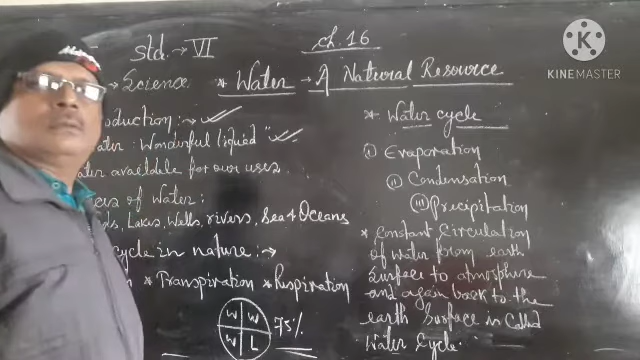 Std. → VI
Ch. 16
→ Science * Water → A Natural Resource
duction :→
ater : Wonderful liquid"
ater available for our uses
es of Water :
ds, Lakes, Wells, rivers, Sea & Oceans
cycle in nature :→
n * Transpiration * Respiration
W W W L 75%
* Water cycle
(i) Evaporation
(ii) Condensation
(iii) Precipitation
* Constant Circulation
of water from earth
Surface to atmosphere
and again back to the
earth Surface is Called
Water Cycle.
K
KINEMASTER